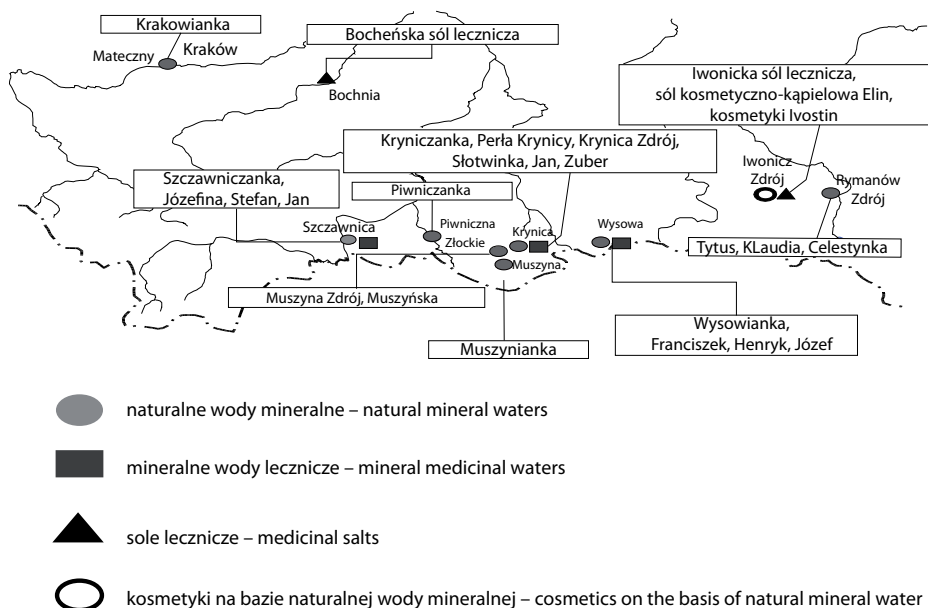 Krakowianka
Mateczny
Kraków
Bocheńska sól lecznicza
Bochnia
Iwonicka sól lecznicza,
sól kosmetyczno-kąpielowa Elin,
kosmetyki Ivostin
Kryniczanka, Perła Krynicy, Krynica Zdrój,
Słotwinka, Jan, Zuber
Iwonicz
Zdrój
Rymanów
Zdrój
Szczawniczanka,
Józefina, Stefan, Jan
Piwniczanka
Szczawnica
Piwniczna
Złockie
Krynica
Wysowa
Muszyna
Tytus, KLaudia, Celestynka
Muszyna Zdrój, Muszyńska
Wysowianka,
Franciszek, Henryk, Józef
Muszynianka
naturalne wody mineralne – natural mineral waters
mineralne wody lecznicze – mineral medicinal waters
sole lecznicze – medicinal salts
kosmetyki na bazie naturalnej wody mineralnej – cosmetics on the basis of natural mineral water